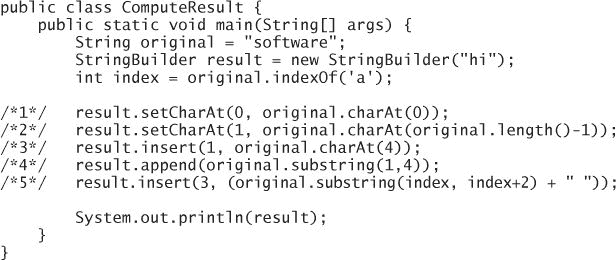 public class ComputeResult {
    public static void main(String[] args) {
        String original = "software";
        StringBuilder result = new StringBuilder("hi");
        int index = original.indexOf('a');

/*1*/   result.setCharAt(0, original.charAt(0));
/*2*/   result.setCharAt(1, original.charAt(original.length()-1));
/*3*/   result.insert(1, original.charAt(4));
/*4*/   result.append(original.substring(1,4));
/*5*/   result.insert(3, (original.substring(index, index+2) + " "));

        System.out.println(result);
    }
}